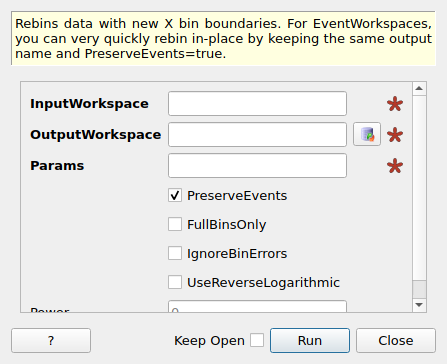 Rebins data with new X bin boundaries. For EventWorkspaces,
you can very quickly rebin in-place by keeping the same output
name and PreserveEvents=true.
InputWorkspace
OutputWorkspace
Params
PreserveEvents
FullBinsOnly
IgnoreBinErrors
UseReverseLogarithmic
Power
?
Keep Open
Run
Close